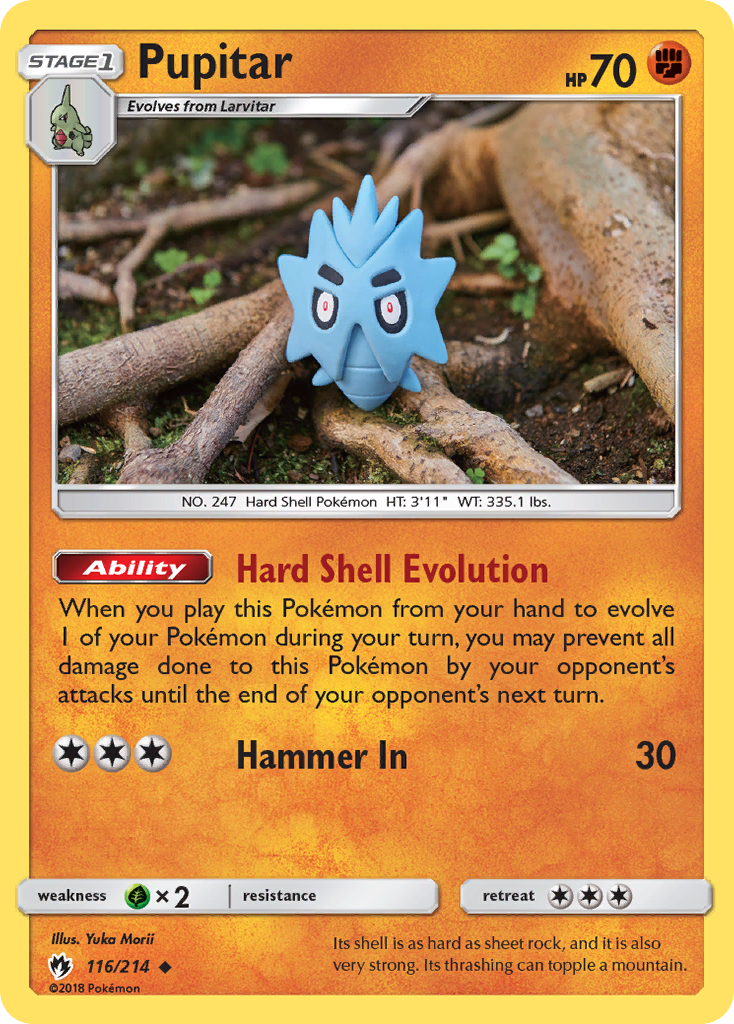 STAGE1
Pupitar
HP70
Evolves from Larvitar
NO. 247 Hard Shell Pokémon HT: 3'11" WT: 335.1 lbs.
Ability Hard Shell Evolution
When you play this Pokémon from your hand to evolve
1 of your Pokémon during your turn, you may prevent all
damage done to this Pokémon by your opponent's
attacks until the end of your opponent's next turn.
Hammer In 30
weakness ×2 resistance retreat
Illus. Yuka Morii
116/214
©2018 Pokémon
Its shell is as hard as sheet rock, and it is also
very strong. Its thrashing can topple a mountain.